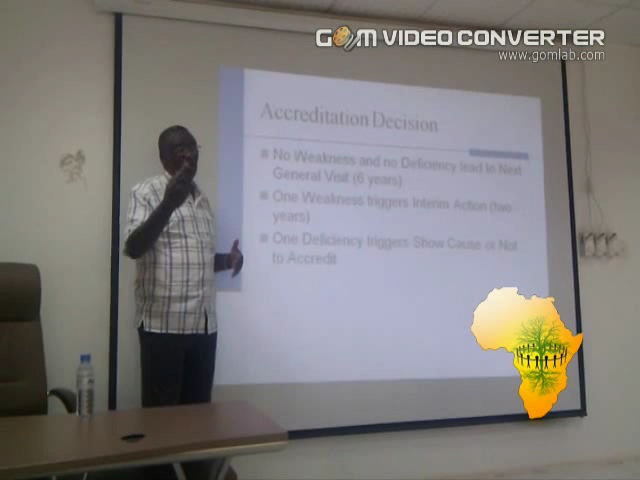 GOM VIDEO CONVERTER
www.gomlab.com
Accreditation Decision
No Weakness and no Deficiency lead to Next
General Visit (6 years)
One Weakness triggers Interim Action (two
years)
One Deficiency triggers Show Cause or Not
to Accredit